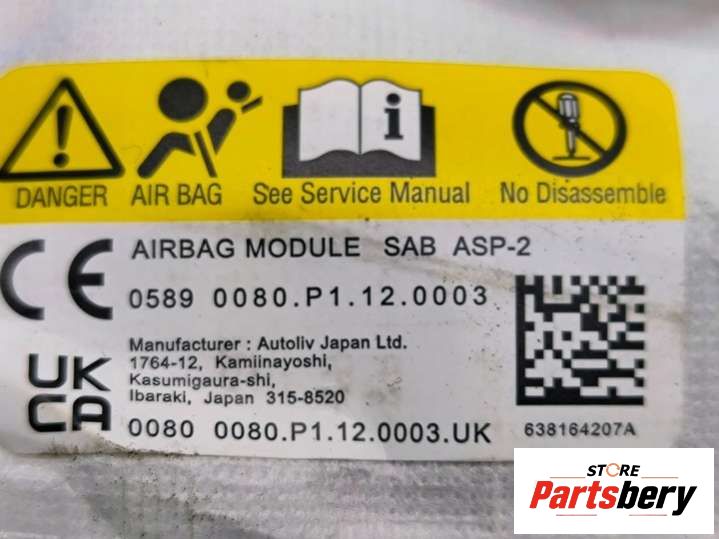 DANGER AIR BAG See Service Manual No Disassemble
CE AIRBAG MODULE SAB ASP-2
0589 0080.P1.12.0003
Manufacturer : Autoliv Japan Ltd.
1764-12, Kamiinayoshi,
Kasumigaura-shi,
Ibaraki, Japan 315-8520
UK
CA
0080 0080.P1.12.0003.UK
638164207A
STORE
Partsbery